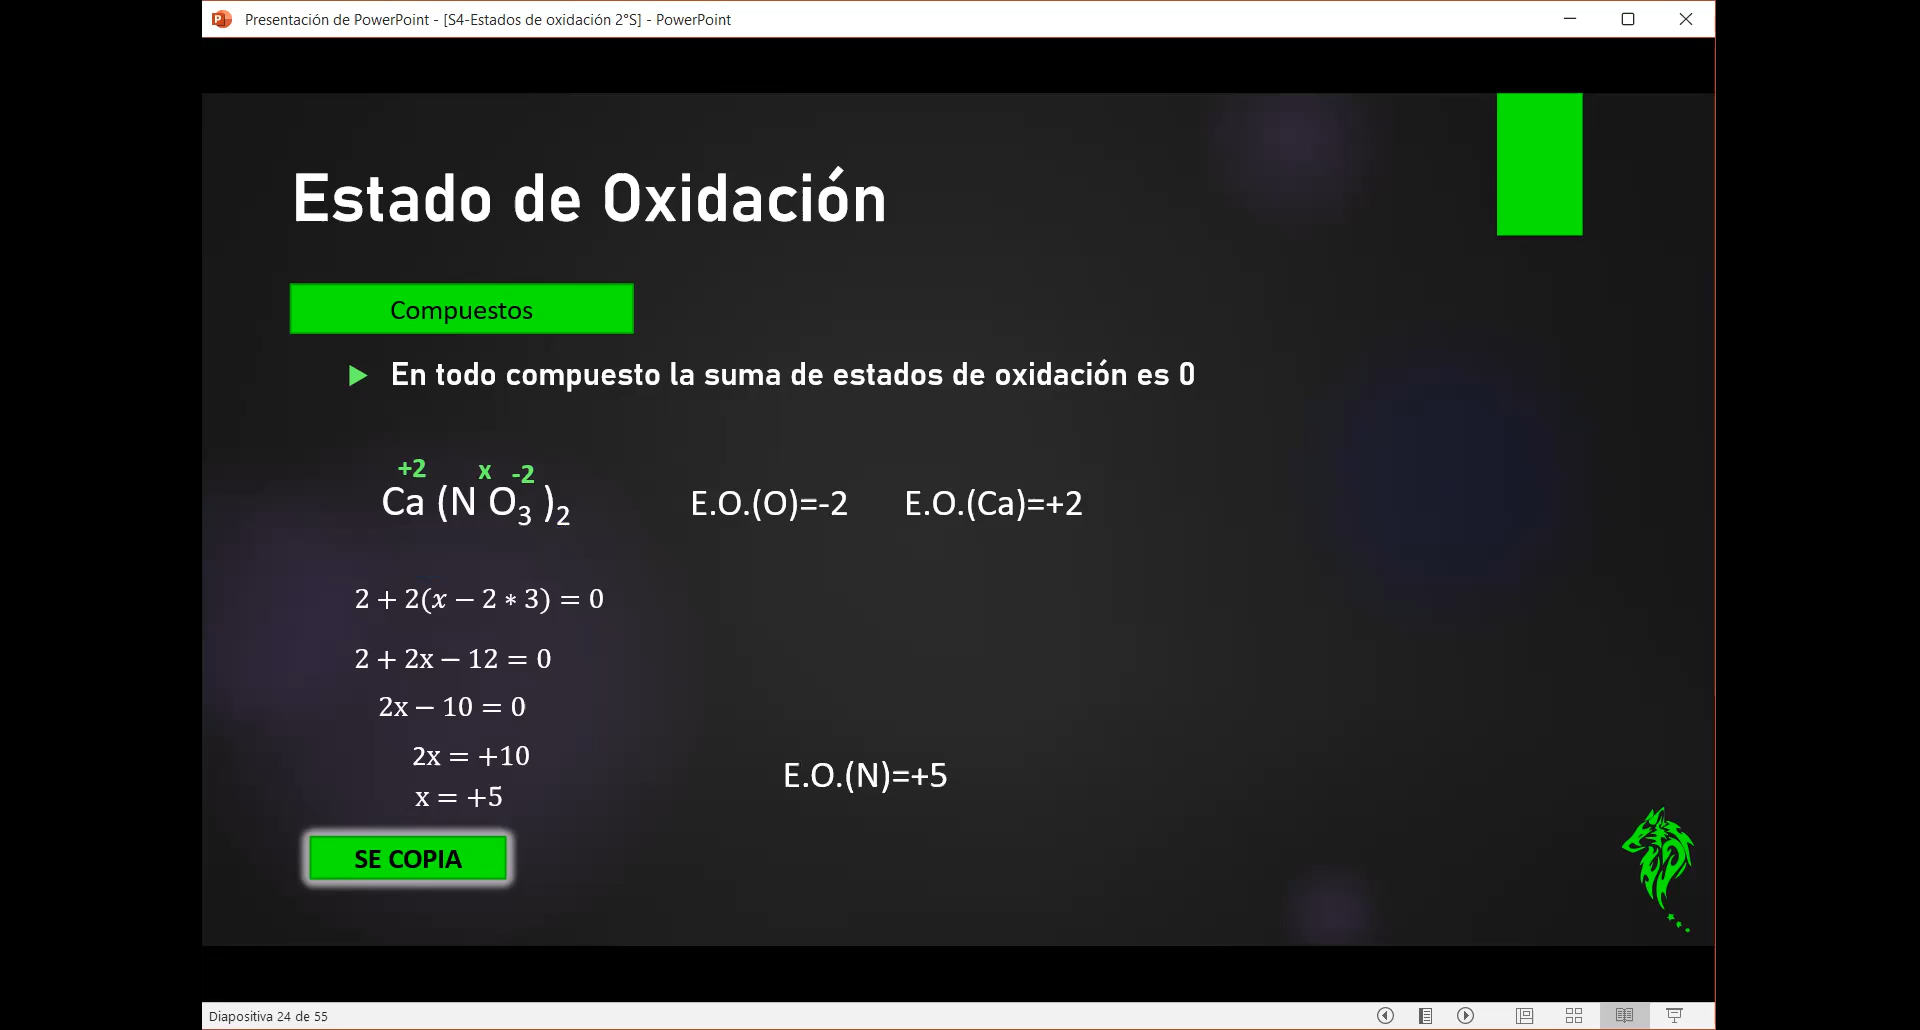 Presentación de PowerPoint - [S4-Estados de oxidación 2°S] - PowerPoint
Estado de Oxidación
Compuestos
En todo compuesto la suma de estados de oxidación es 0
+2 x -2
Ca (N O₃ )₂ E.O.(O)=-2 E.O.(Ca)=+2
2 + 2(x − 2 ∗ 3) = 0
2 + 2x − 12 = 0
2x − 10 = 0
2x = +10
x = +5
E.O.(N)=+5
SE COPIA
Diapositiva 24 de 55